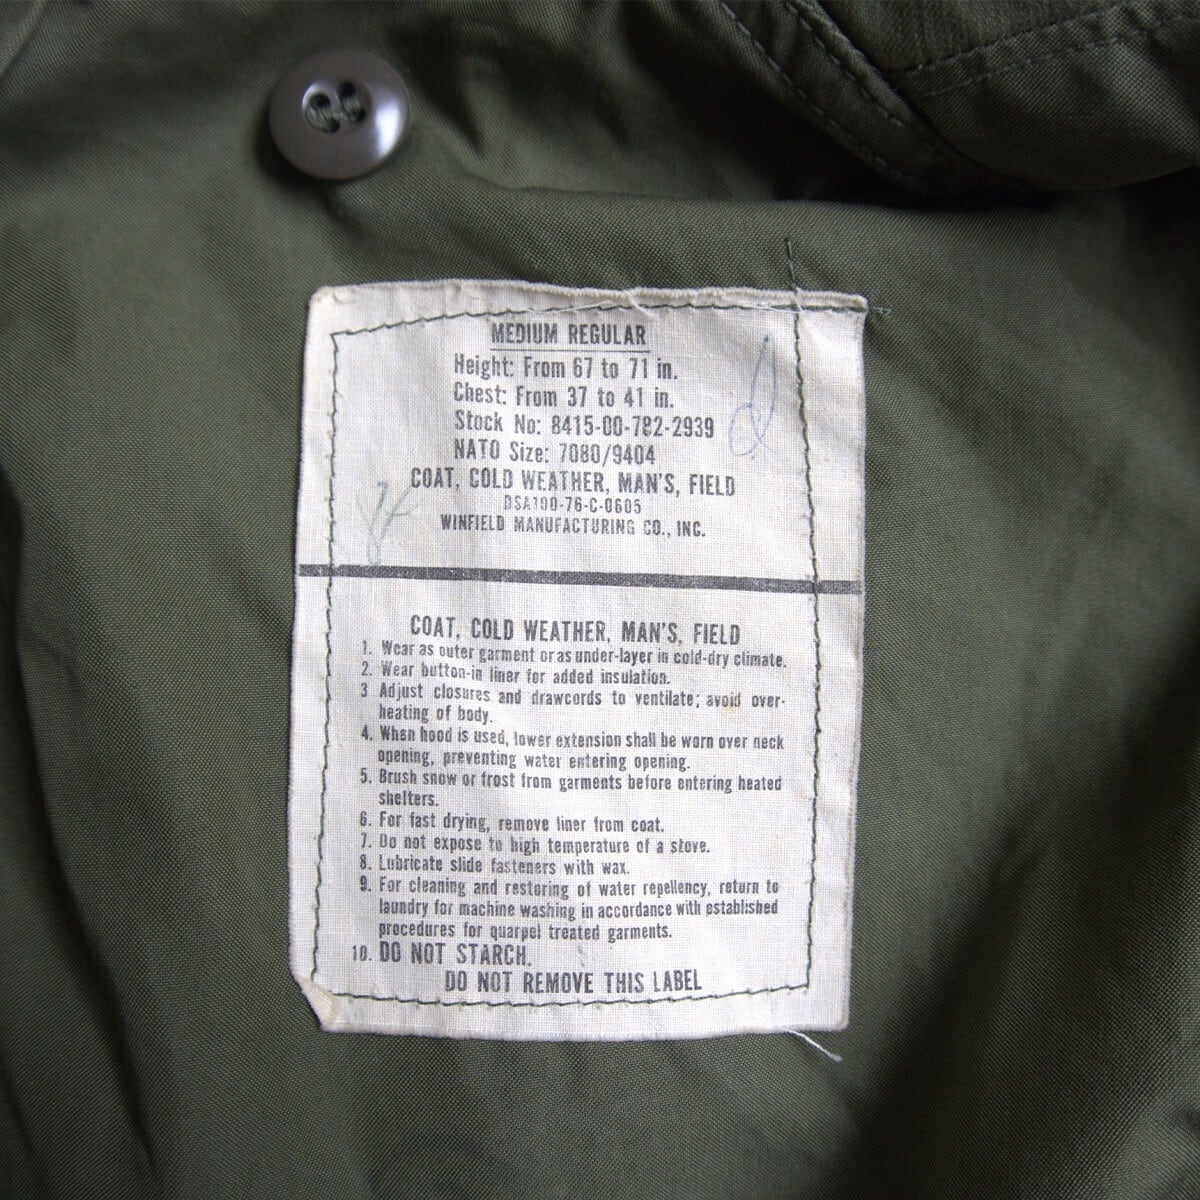 MEDIUM REGULAR
Height: From 67 to 71 in.
Chest: From 37 to 41 in.
Stock No: 8415-00-782-2939
NATO Size: 7080/9404
COAT, COLD WEATHER, MAN'S, FIELD
DSA100-76-C-0605
WINFIELD MANUFACTURING CO., INC.
COAT, COLD WEATHER, MAN'S, FIELD
1. Wear as outer garment or as under-layer in cold-dry climate.
2. Wear button-in liner for added insulation.
3 Adjust closures and drawcords to ventilate; avoid over-
heating of body.
4. When hood is used, lower extension shall be worn over neck
opening, preventing water entering opening.
5. Brush snow or frost from garments before entering heated
shelters.
6. For fast drying, remove liner from coat.
7. Do not expose to high temperature of a stove.
8. Lubricate slide fasteners with wax.
9. For cleaning and restoring of water repellency, return to
laundry for machine washing in accordance with established
procedures for quarpel treated garments.
10. DO NOT STARCH.
DO NOT REMOVE THIS LABEL